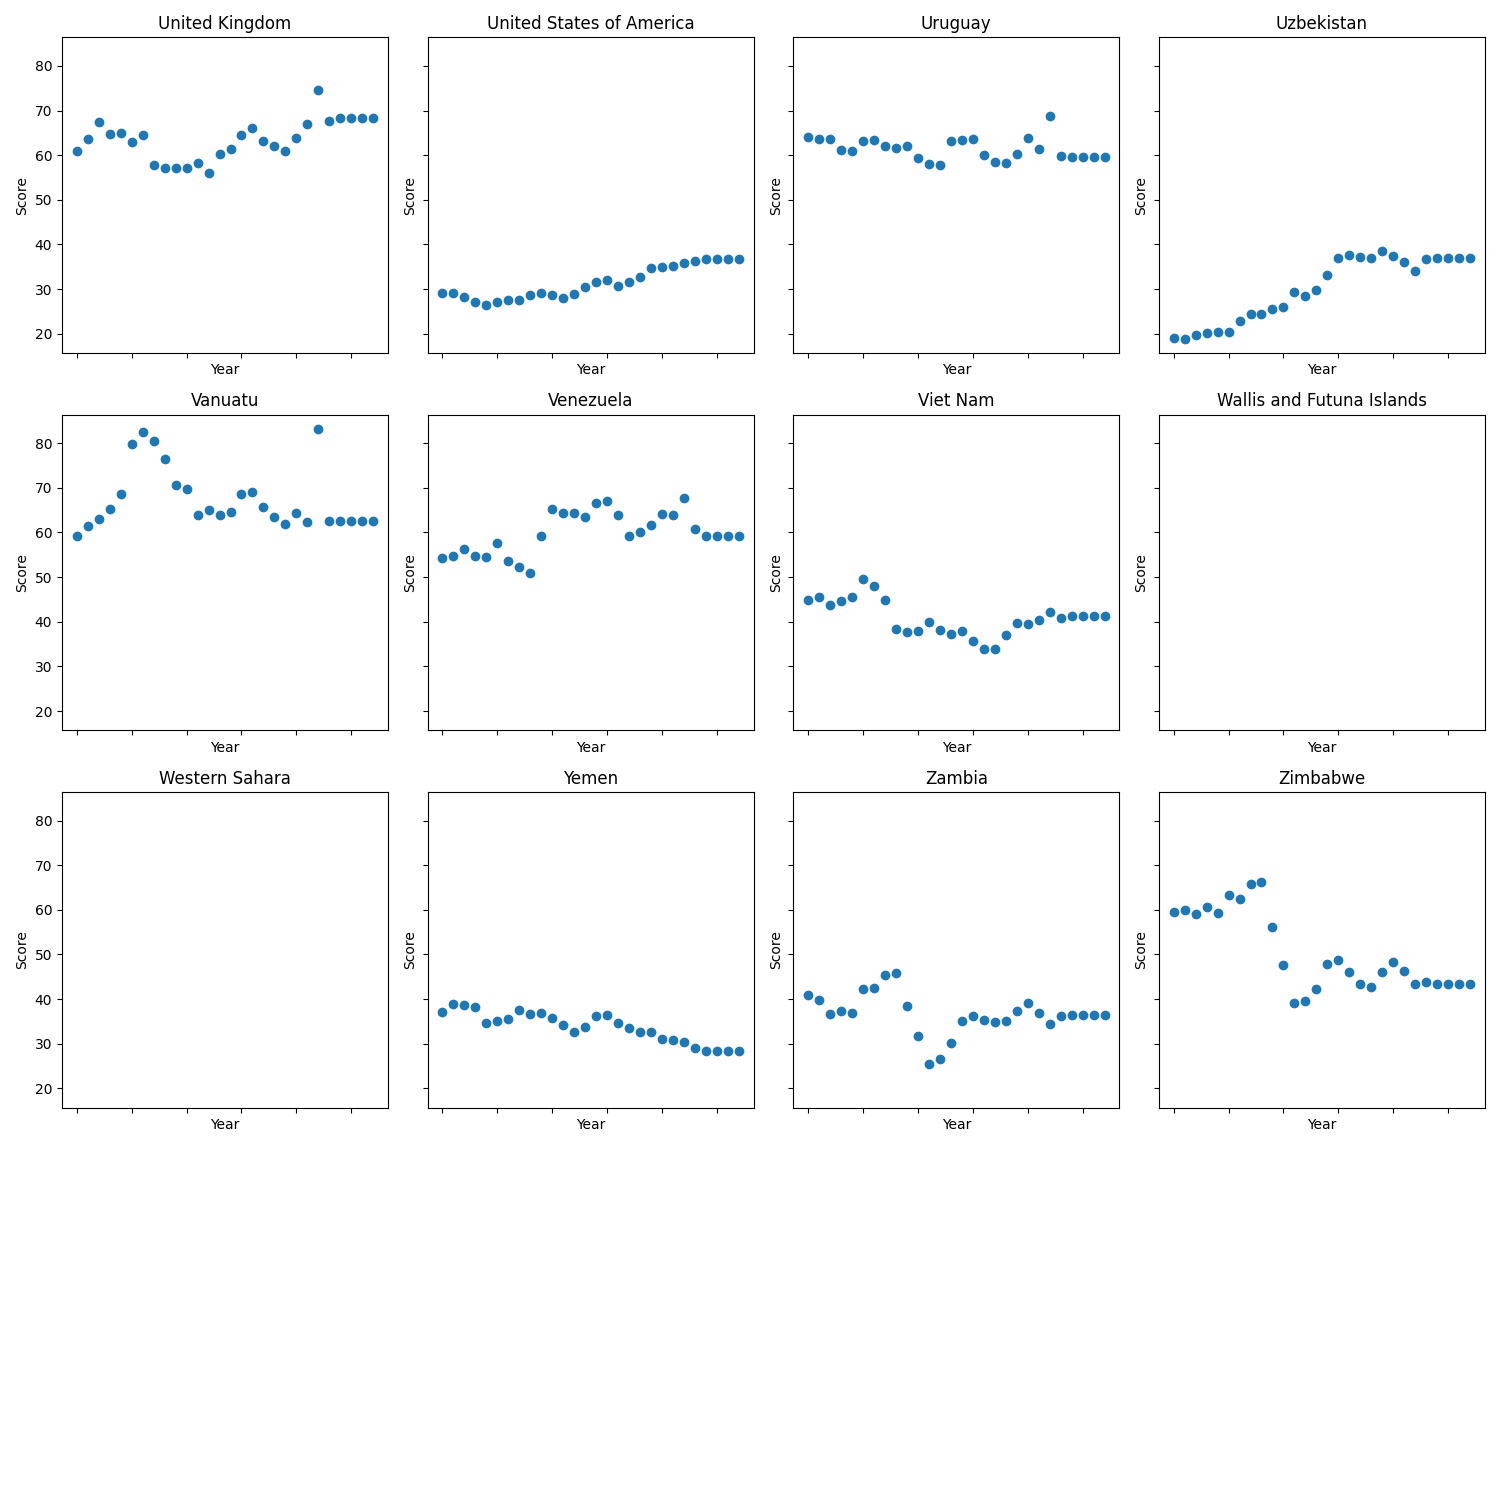 United Kingdom
United States of America
Uruguay
Uzbekistan
80
70
60
50
40
30
20
Score
Score
Score
Score
Year
Year
Year
Year
Vanuatu
Venezuela
Viet Nam
Wallis and Futuna Islands
80
70
60
50
40
30
20
Score
Score
Score
Score
Year
Year
Year
Year
Western Sahara
Yemen
Zambia
Zimbabwe
80
70
60
50
40
30
20
Score
Score
Score
Score
Year
Year
Year
Year